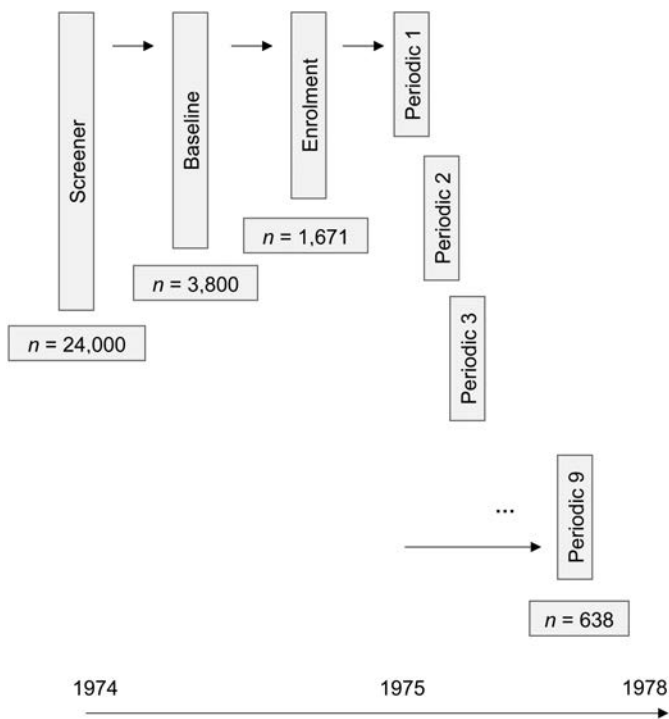 Screener
Baseline
Enrolment
Periodic 1
Periodic 2
Periodic 3
n = 1,671
n = 3,800
n = 24,000
...
Periodic 9
n = 638
1974
1975
1978